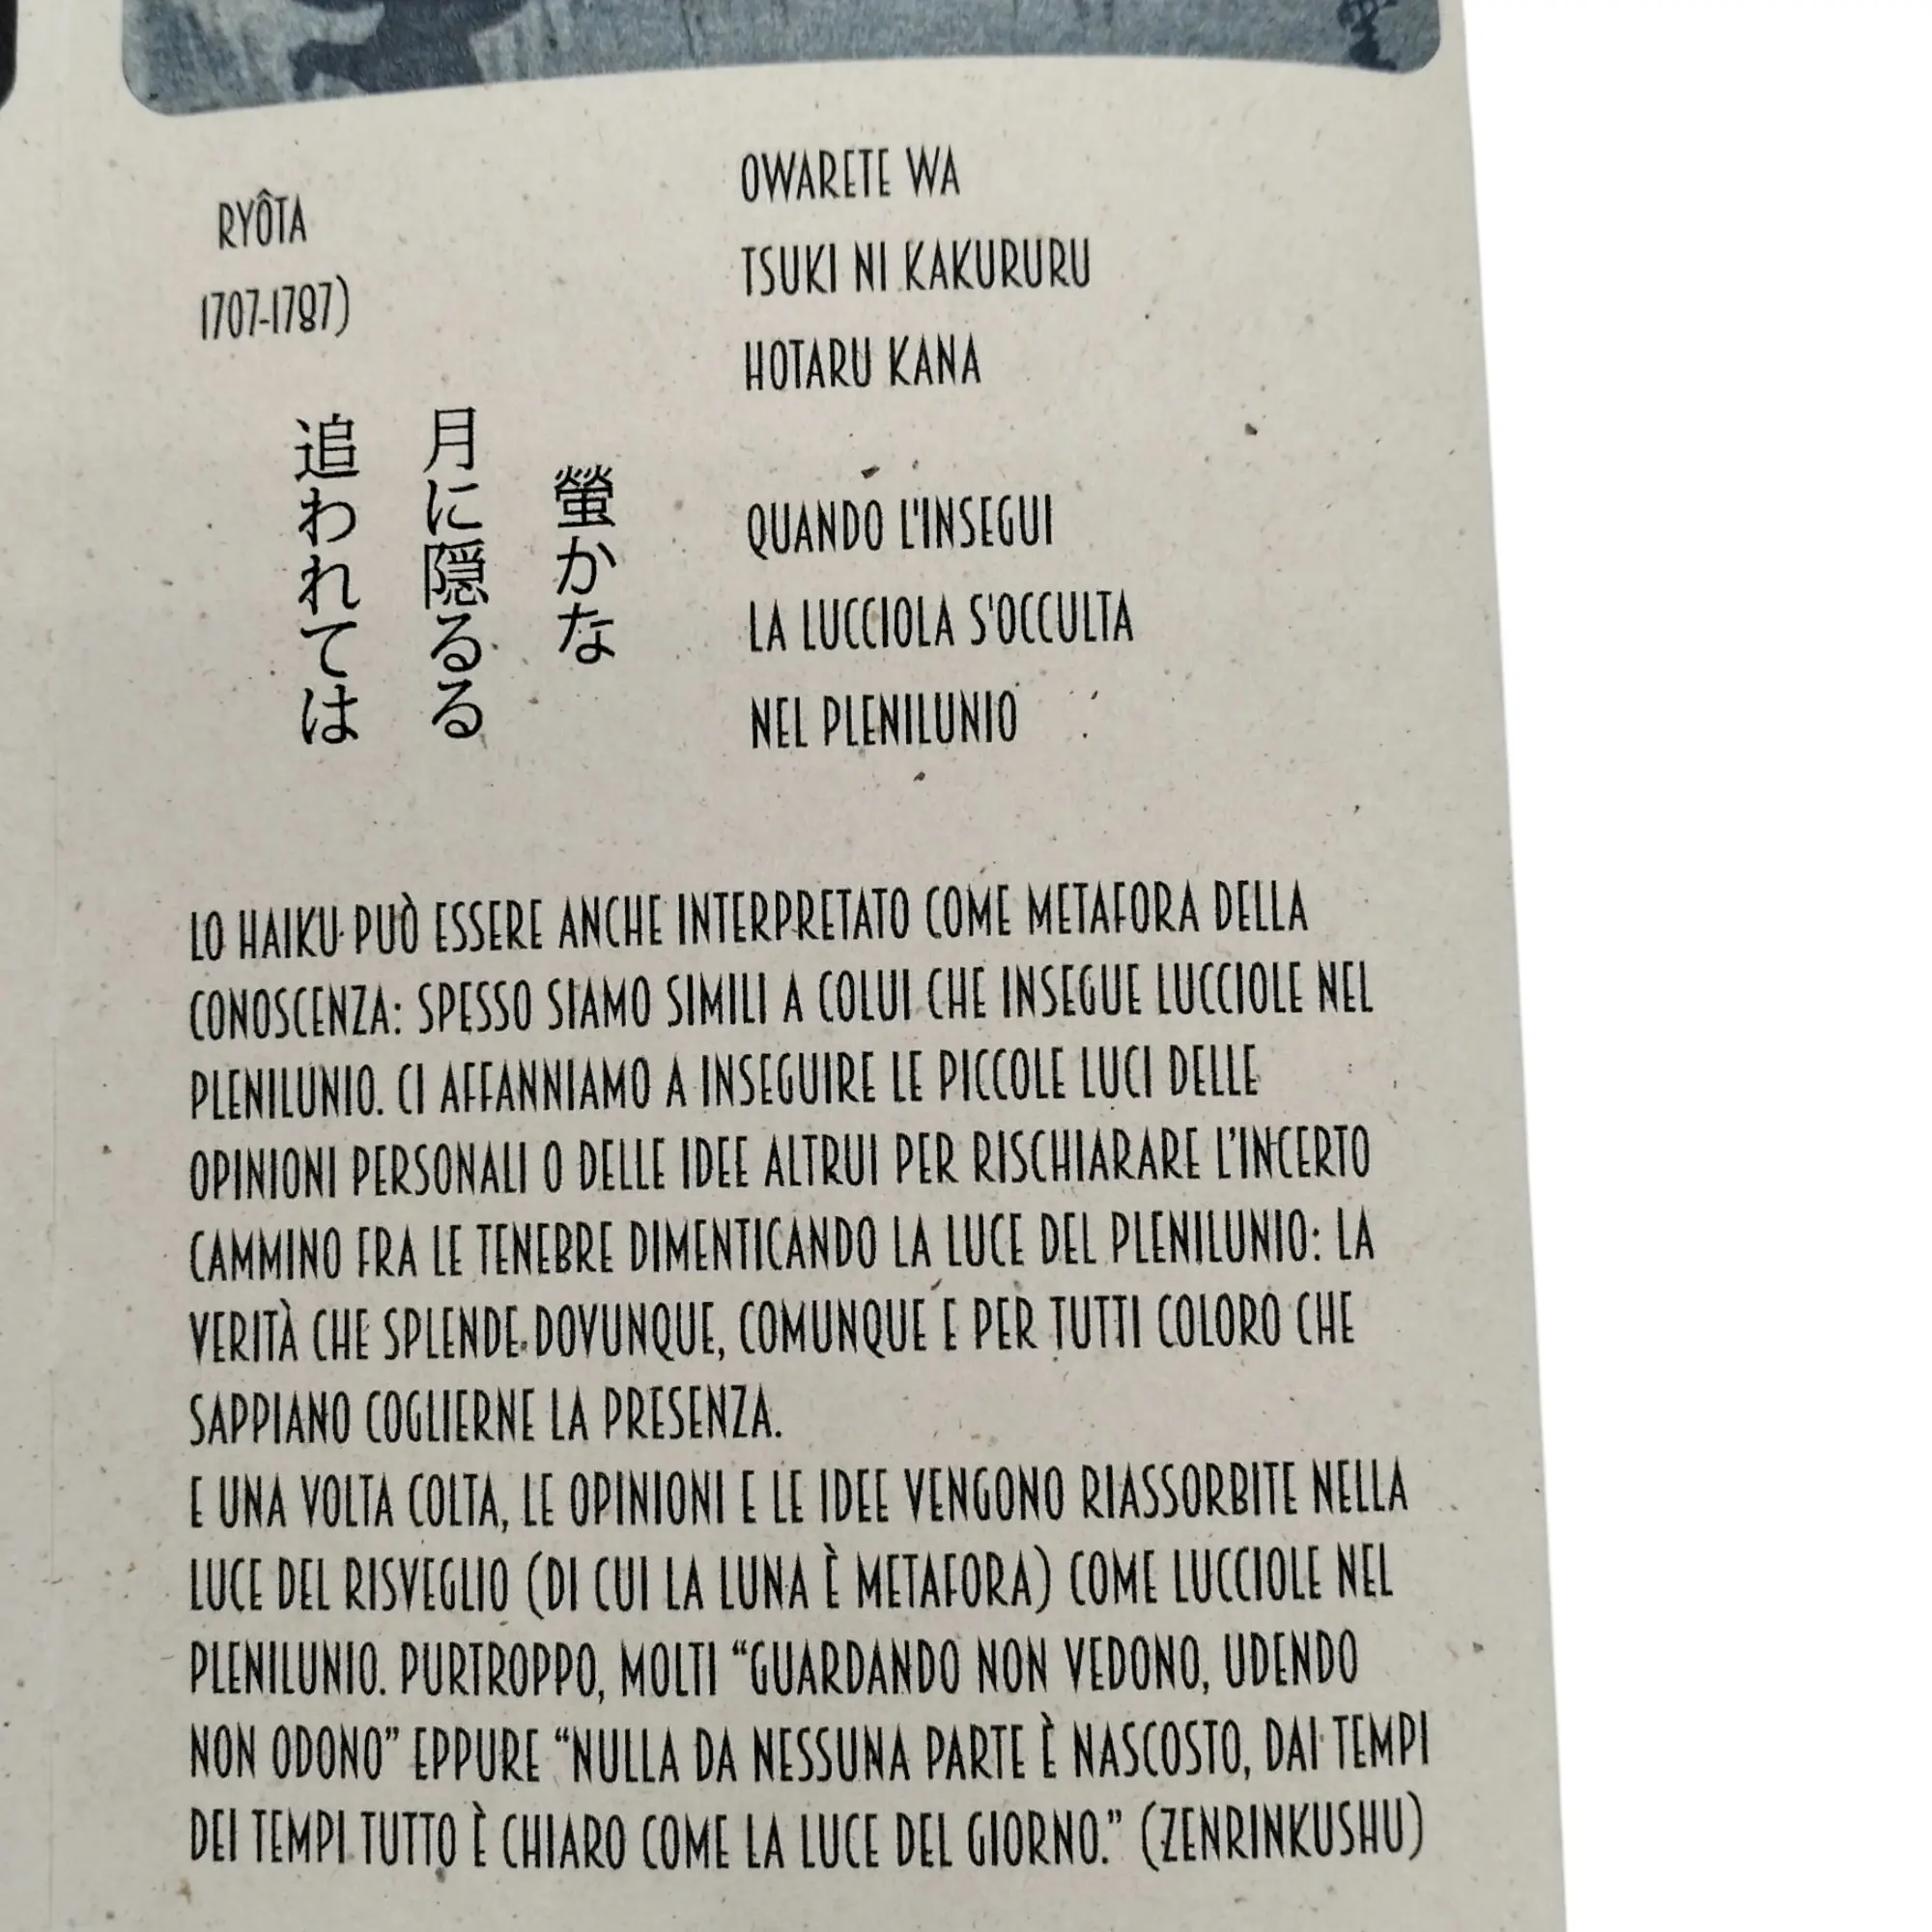 RYÔTA
1707-1787)
OWARETE WA
TSUKI NI KAKURURU
HOTARU KANA
追われては
月に隠るる
螢かな
QUANDO L'INSEGUI
LA LUCCIOLA S'OCCULTA
NEL PLENILUNIO
LO HAIKU PUÒ ESSERE ANCHE INTERPRETATO COME METAFORA DELLA
CONOSCENZA: SPESSO SIAMO SIMILI A COLUI CHE INSEGUE LUCCIOLE NEL
PLENILUNIO. CI AFFANNIAMO A INSEGUIRE LE PICCOLE LUCI DELLE
OPINIONI PERSONALI O DELLE IDEE ALTRUI PER RISCHIARARE L’INCERTO
CAMMINO FRA LE TENEBRE DIMENTICANDO LA LUCE DEL PLENILUNIO: LA
VERITÀ CHE SPLENDE DOVUNQUE, COMUNQUE E PER TUTTI COLORO CHE
SAPPIANO COGLIERNE LA PRESENZA.
E UNA VOLTA COLTA, LE OPINIONI E LE IDEE VENGONO RIASSORBITE NELLA
LUCE DEL RISVEGLIO (DI CUI LA LUNA È METAFORA) COME LUCCIOLE NEL
PLENILUNIO. PURTROPPO, MOLTI “GUARDANDO NON VEDONO, UDENDO
NON ODONO” EPPURE “NULLA DA NESSUNA PARTE È NASCOSTO, DAI TEMPI
DEI TEMPI TUTTO È CHIARO COME LA LUCE DEL GIORNO.” (ZENRINKUSHU)